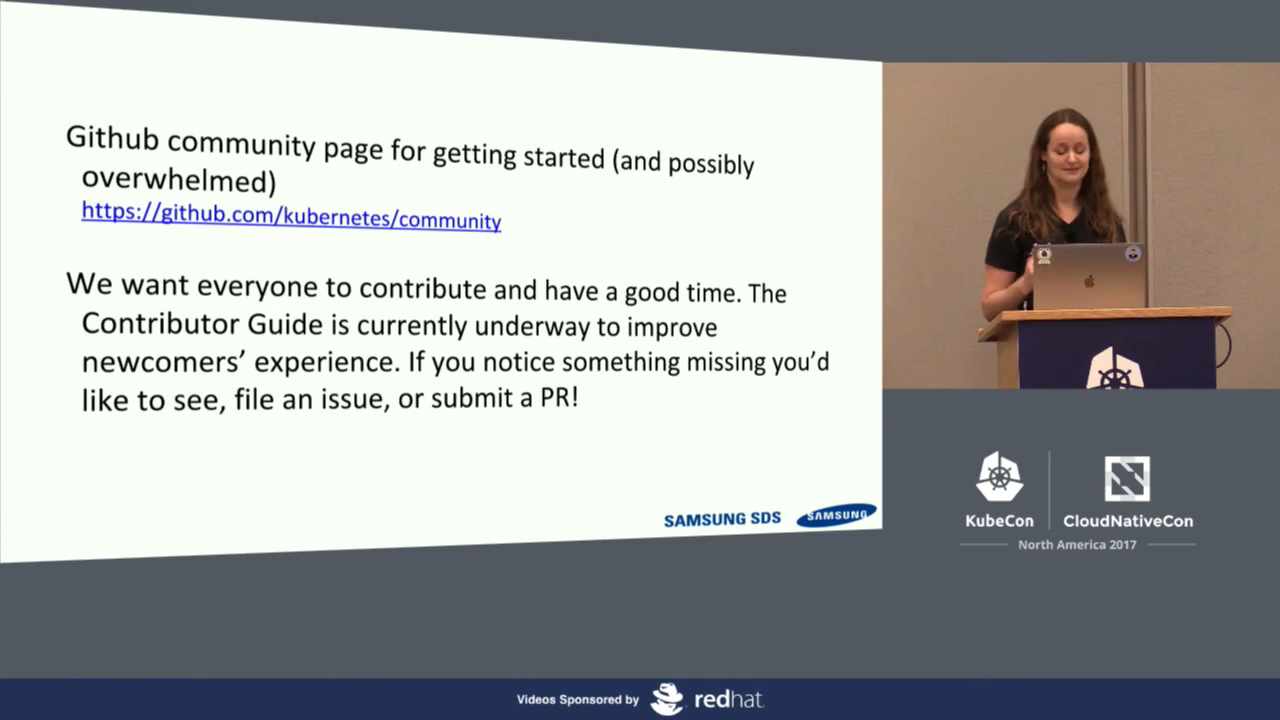 Github community page for getting started (and possibly
overwhelmed)
https://github.com/kubernetes/community
We want everyone to contribute and have a good time. The
Contributor Guide is currently underway to improve
newcomers’ experience. If you notice something missing you’d
like to see, file an issue, or submit a PR!
SAMSUNG SDS
SAMSUNG
KubeCon
CloudNativeCon
North America 2017
Videos Sponsored by
redhat